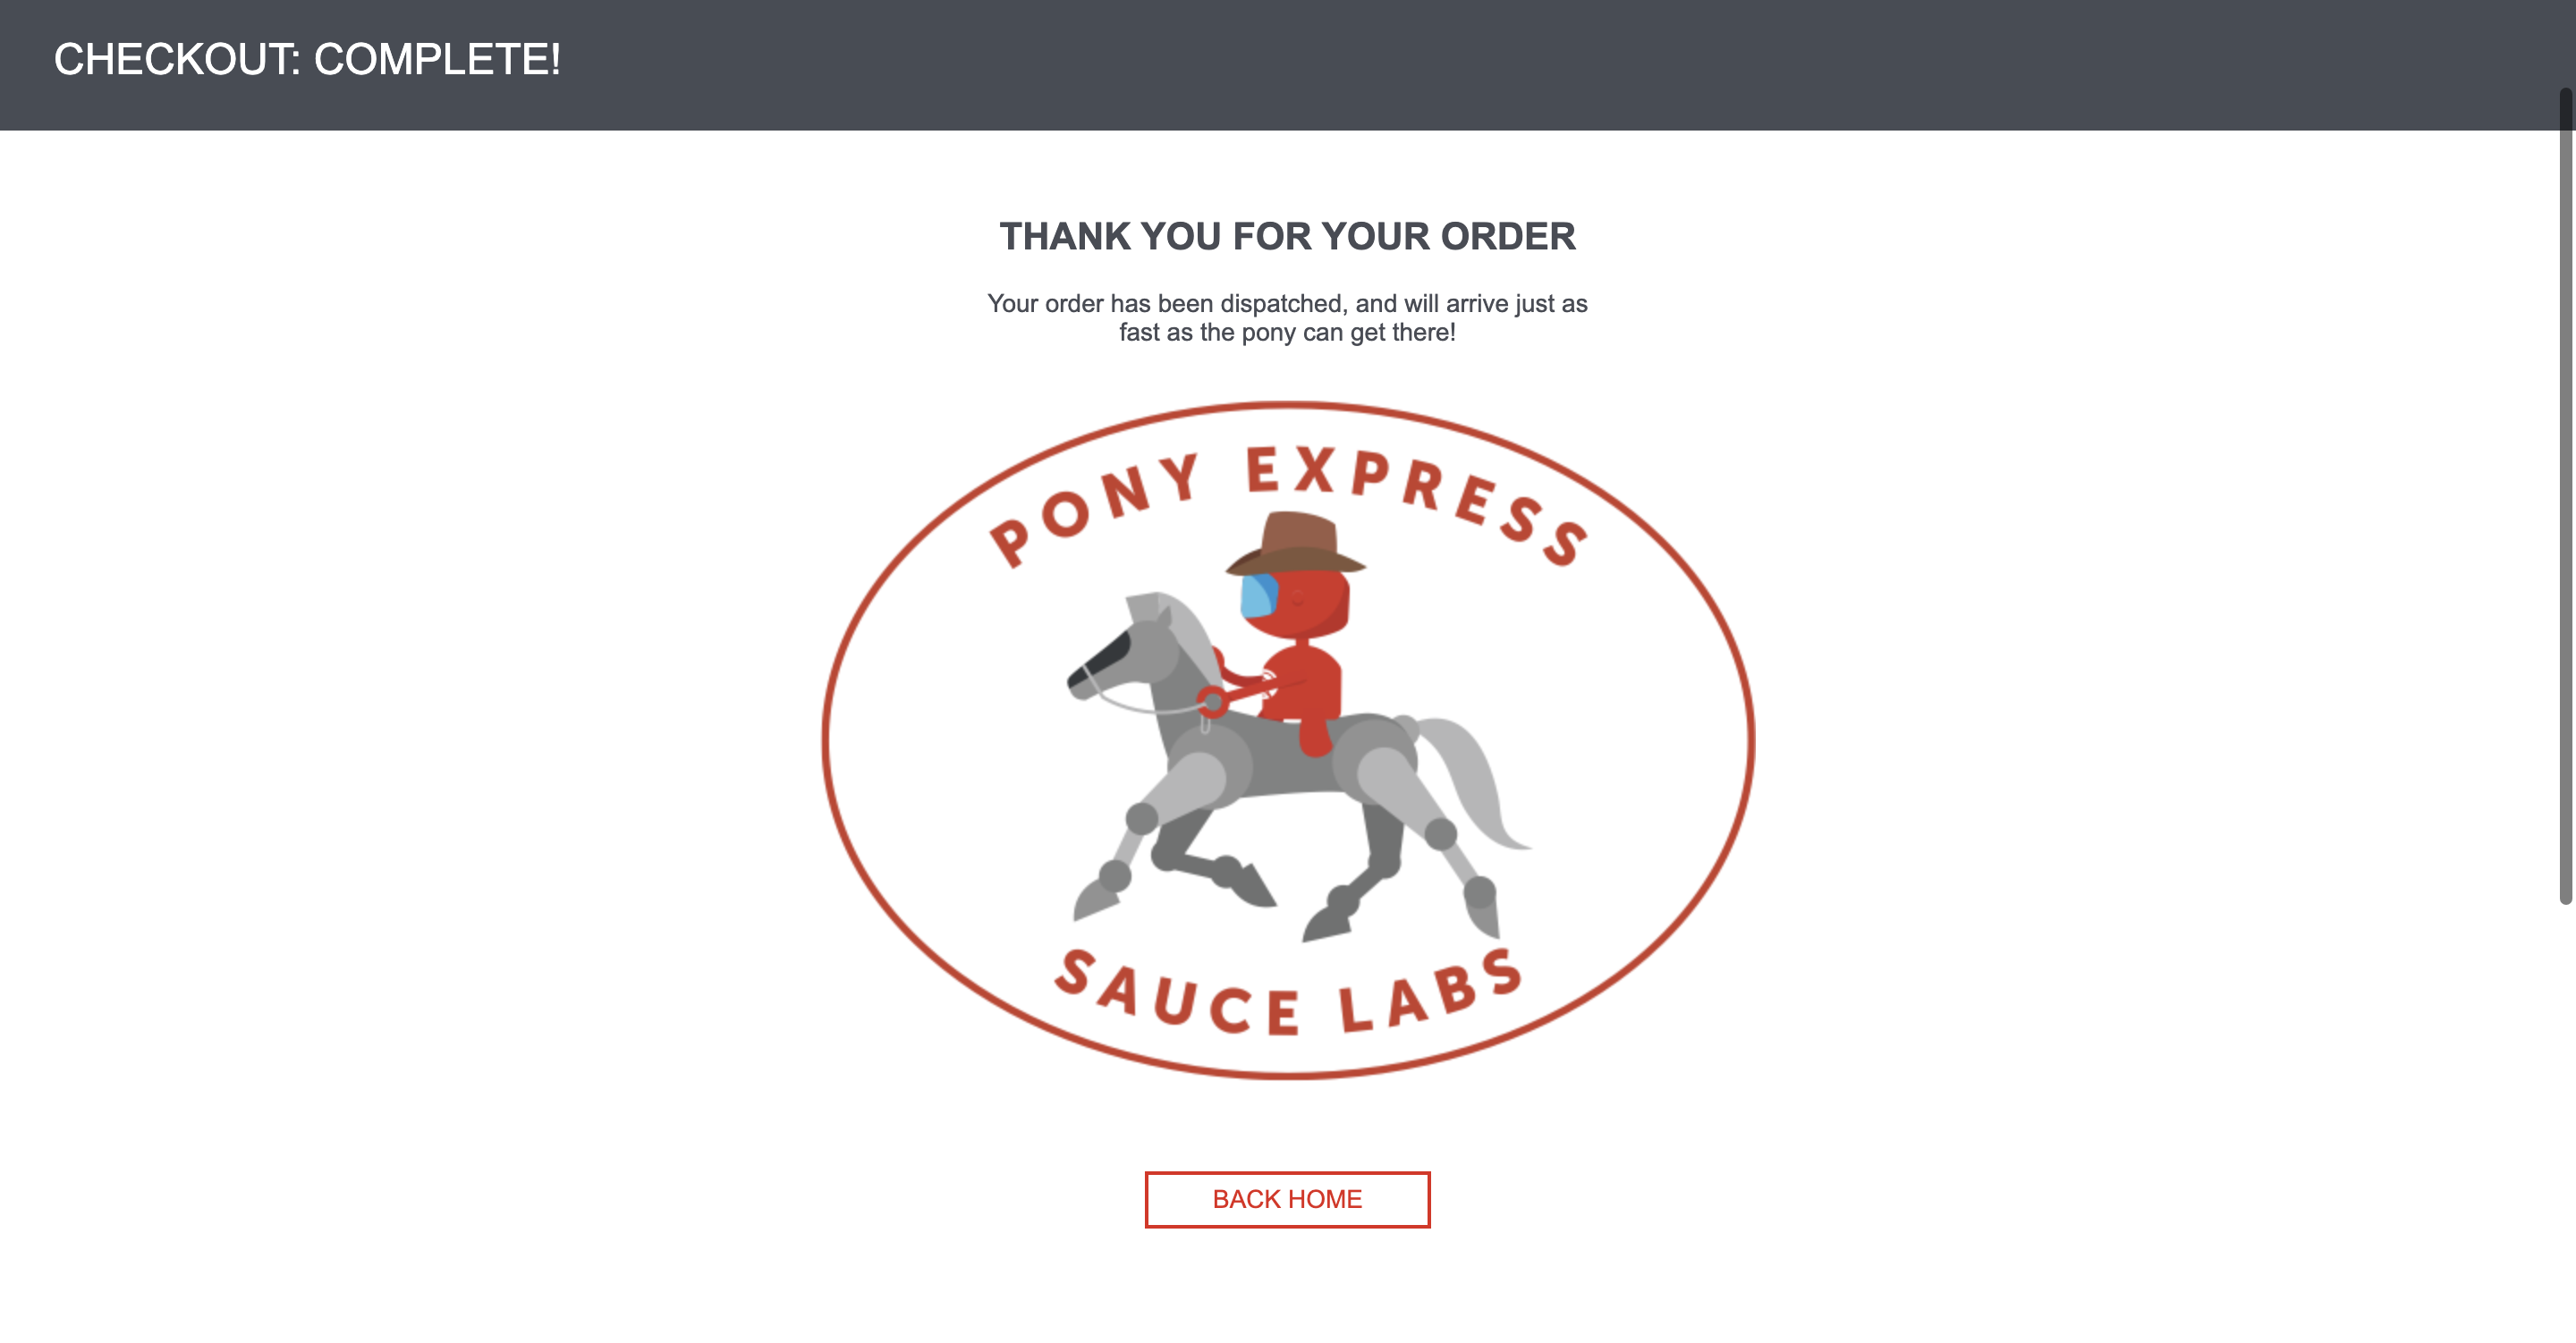 CHECKOUT: COMPLETE!
THANK YOU FOR YOUR ORDER
Your order has been dispatched, and will arrive just as
fast as the pony can get there!
PONY EXPRESS
SAUCE LABS
BACK HOME